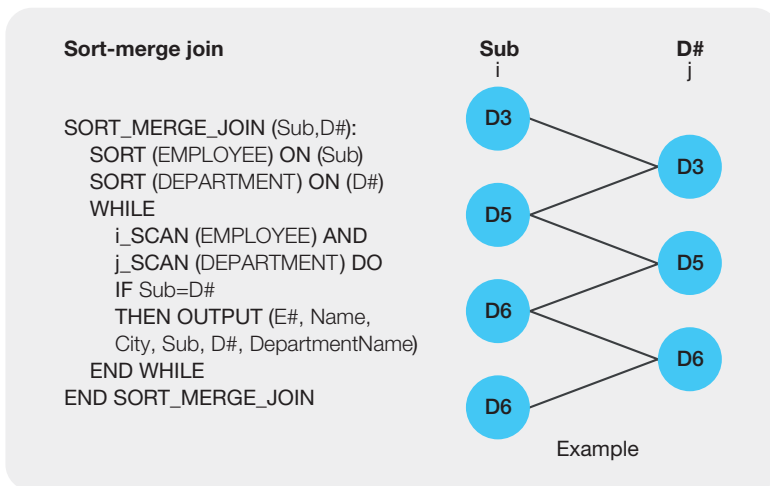 Sort-merge join
SORT_MERGE_JOIN (Sub,D#):
SORT (EMPLOYEE) ON (Sub)
SORT (DEPARTMENT) ON (D#)
WHILE
i_SCAN (EMPLOYEE) AND
j_SCAN (DEPARTMENT) DO
IF Sub=D#
THEN OUTPUT (E#, Name,
City, Sub, D#, DepartmentName)
END WHILE
END SORT_MERGE_JOIN
Sub
i
D3
D5
D6
D6
D#
j
D3
D5
D6
Example